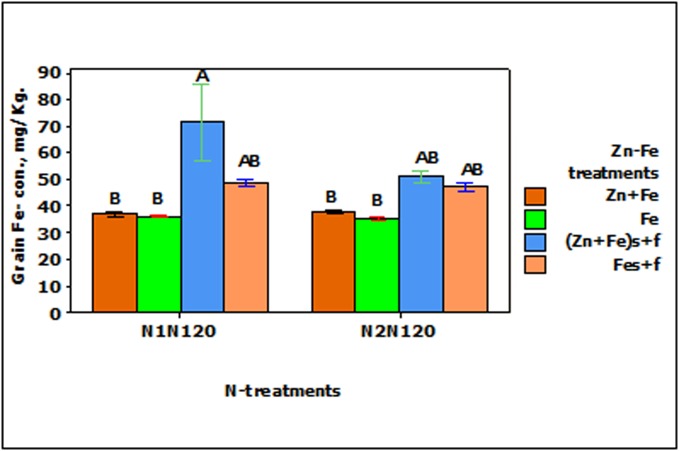 90
80
70
60
50
40
30
20
10
0
Grain Fe- con., mg/ Kg.
A
AB
B
B
AB
AB
B
B
N1N120
N2N120
N-treatments
Zn-Fe
treatments
Zn+Fe
Fe
(Zn+Fe)s+f
Fes+f